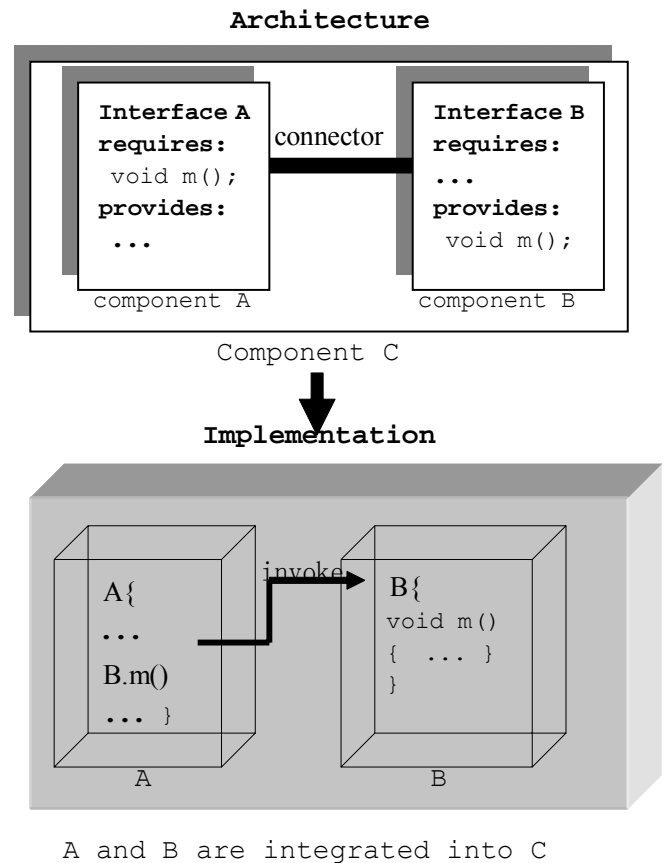 Architecture
Interface A
requires:
void m();
provides:
...
component A
connector
Interface B
requires:
...
provides:
void m();
component B
Component C
Implementation
A{
...
B.m()
... }
A
invoke
B{
void m()
{ ... }
}
B
A and B are integrated into C